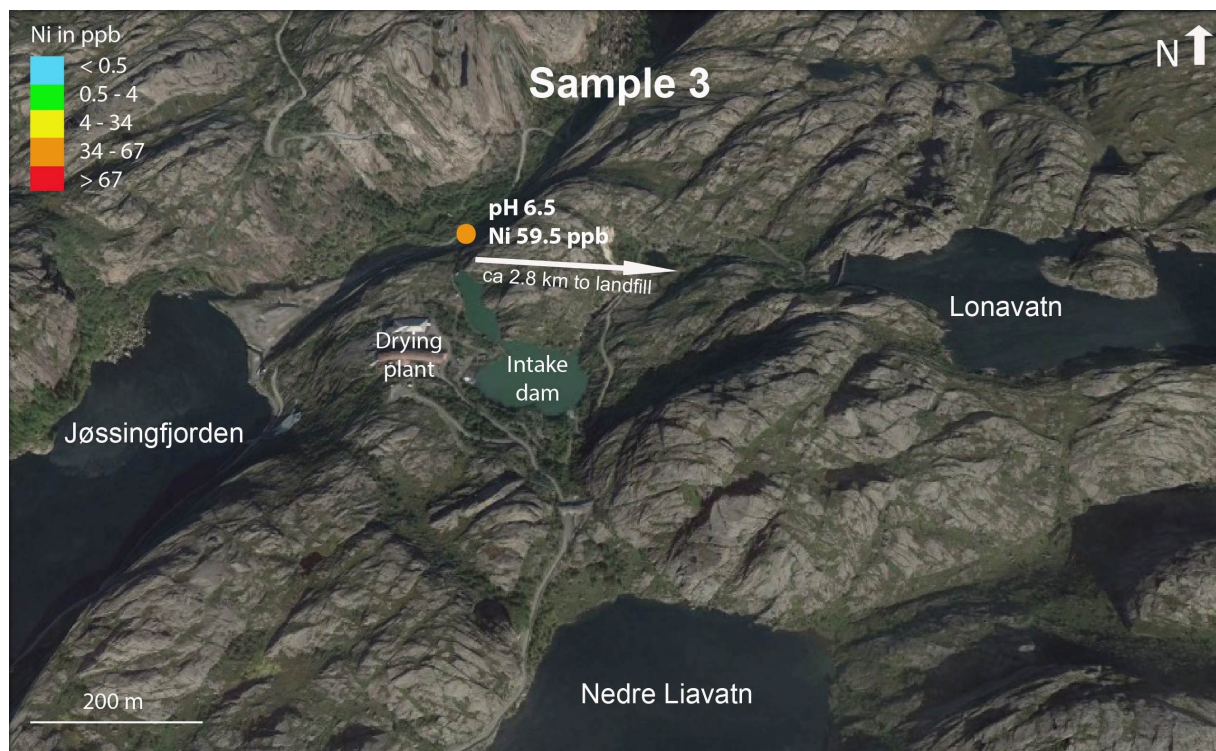 Ni in ppb
< 0.5
0.5 - 4
4 - 34
34 - 67
> 67
Sample 3
N
pH 6.5
Ni 59.5 ppb
ca 2.8 km to landfill
Lonavatn
Drying
plant
Intake
dam
Jøssingfjorden
Nedre Liavatn
200 m